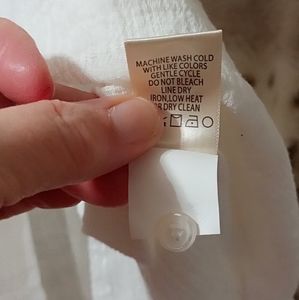 MACHINE WASH COLD
WITH LIKE COLORS
GENTLE CYCLE
DO NOT BLEACH
LINE DRY
IRON,LOW HEAT
OR DRY CLEAN